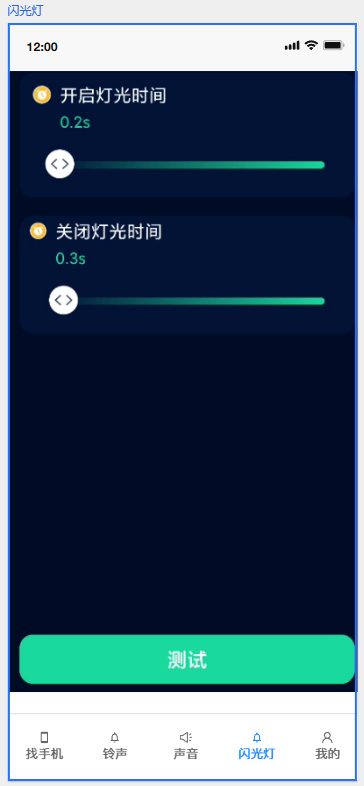 闪光灯
12:00
开启灯光时间
0.2s
关闭灯光时间
0.3s
测试
找手机
铃声
声音
闪光灯
我的